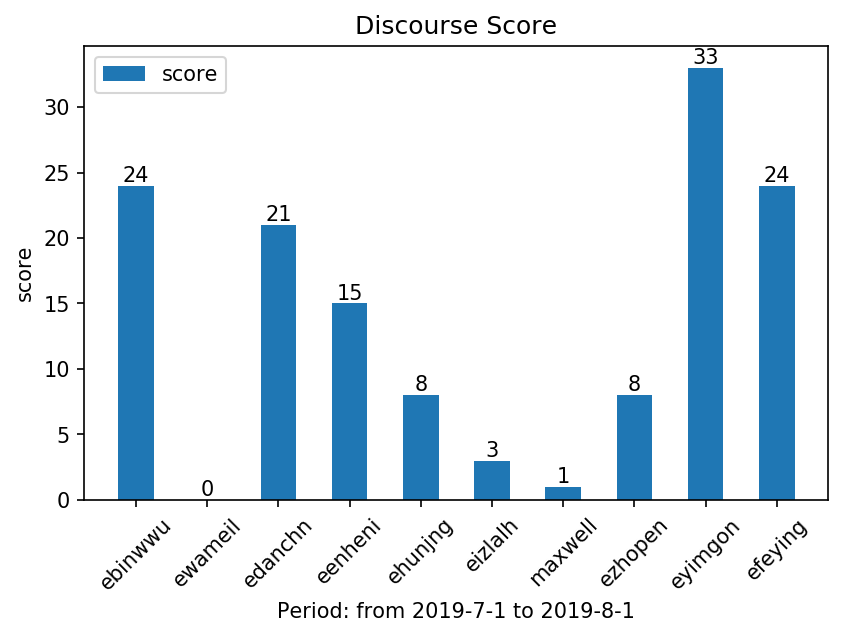 Discourse Score
score
33
24
24
21
15
8
8
3
1
0
30
25
20
15
10
5
0
score
ebinwwu
ewameil
edanchn
eenheni
ehunjng
eizlalh
maxwell
ezhopen
eyimgon
efeying
Period: from 2019-7-1 to 2019-8-1